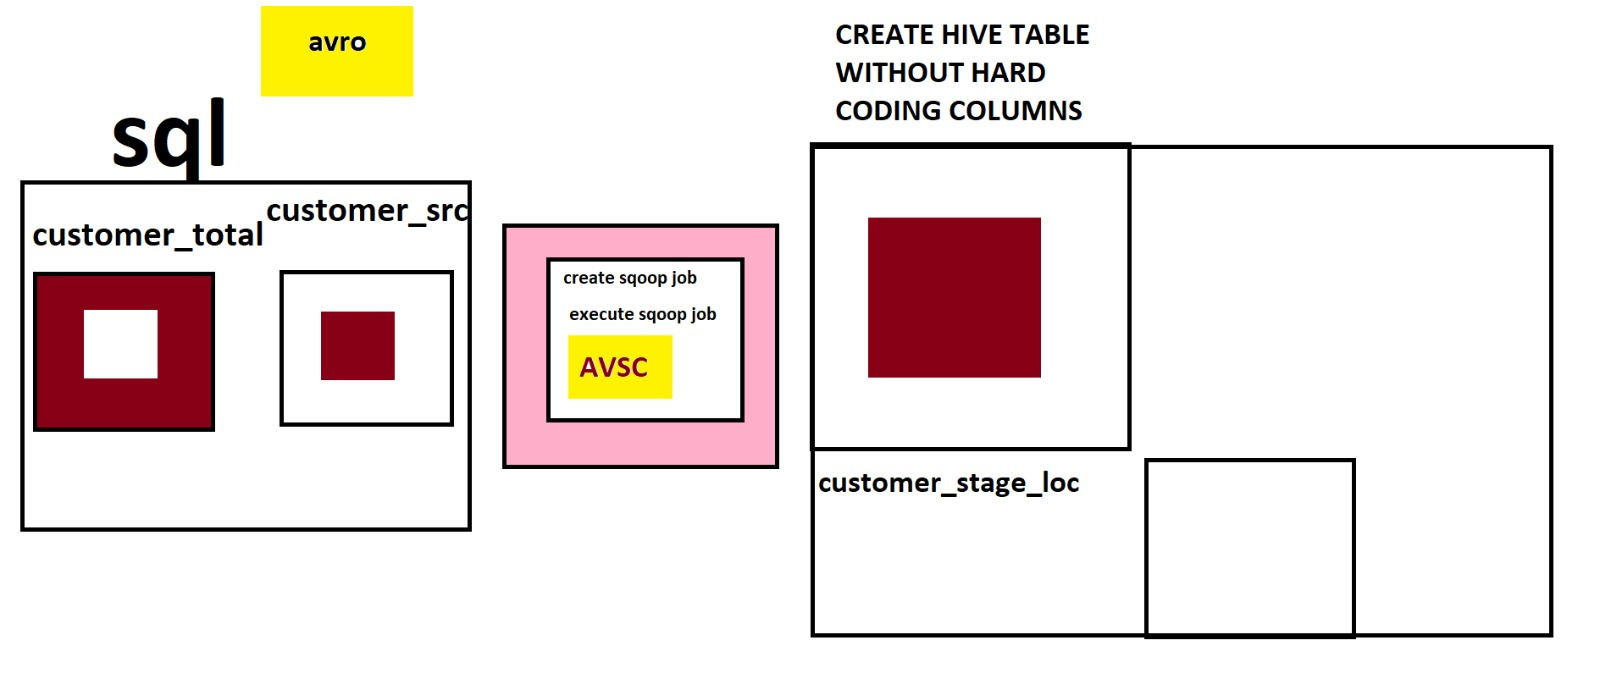 avro
sql
customer_total
customer_src
create sqoop job
execute sqoop job
AVSC
CREATE HIVE TABLE
WITHOUT HARD
CODING COLUMNS
customer_stage_loc